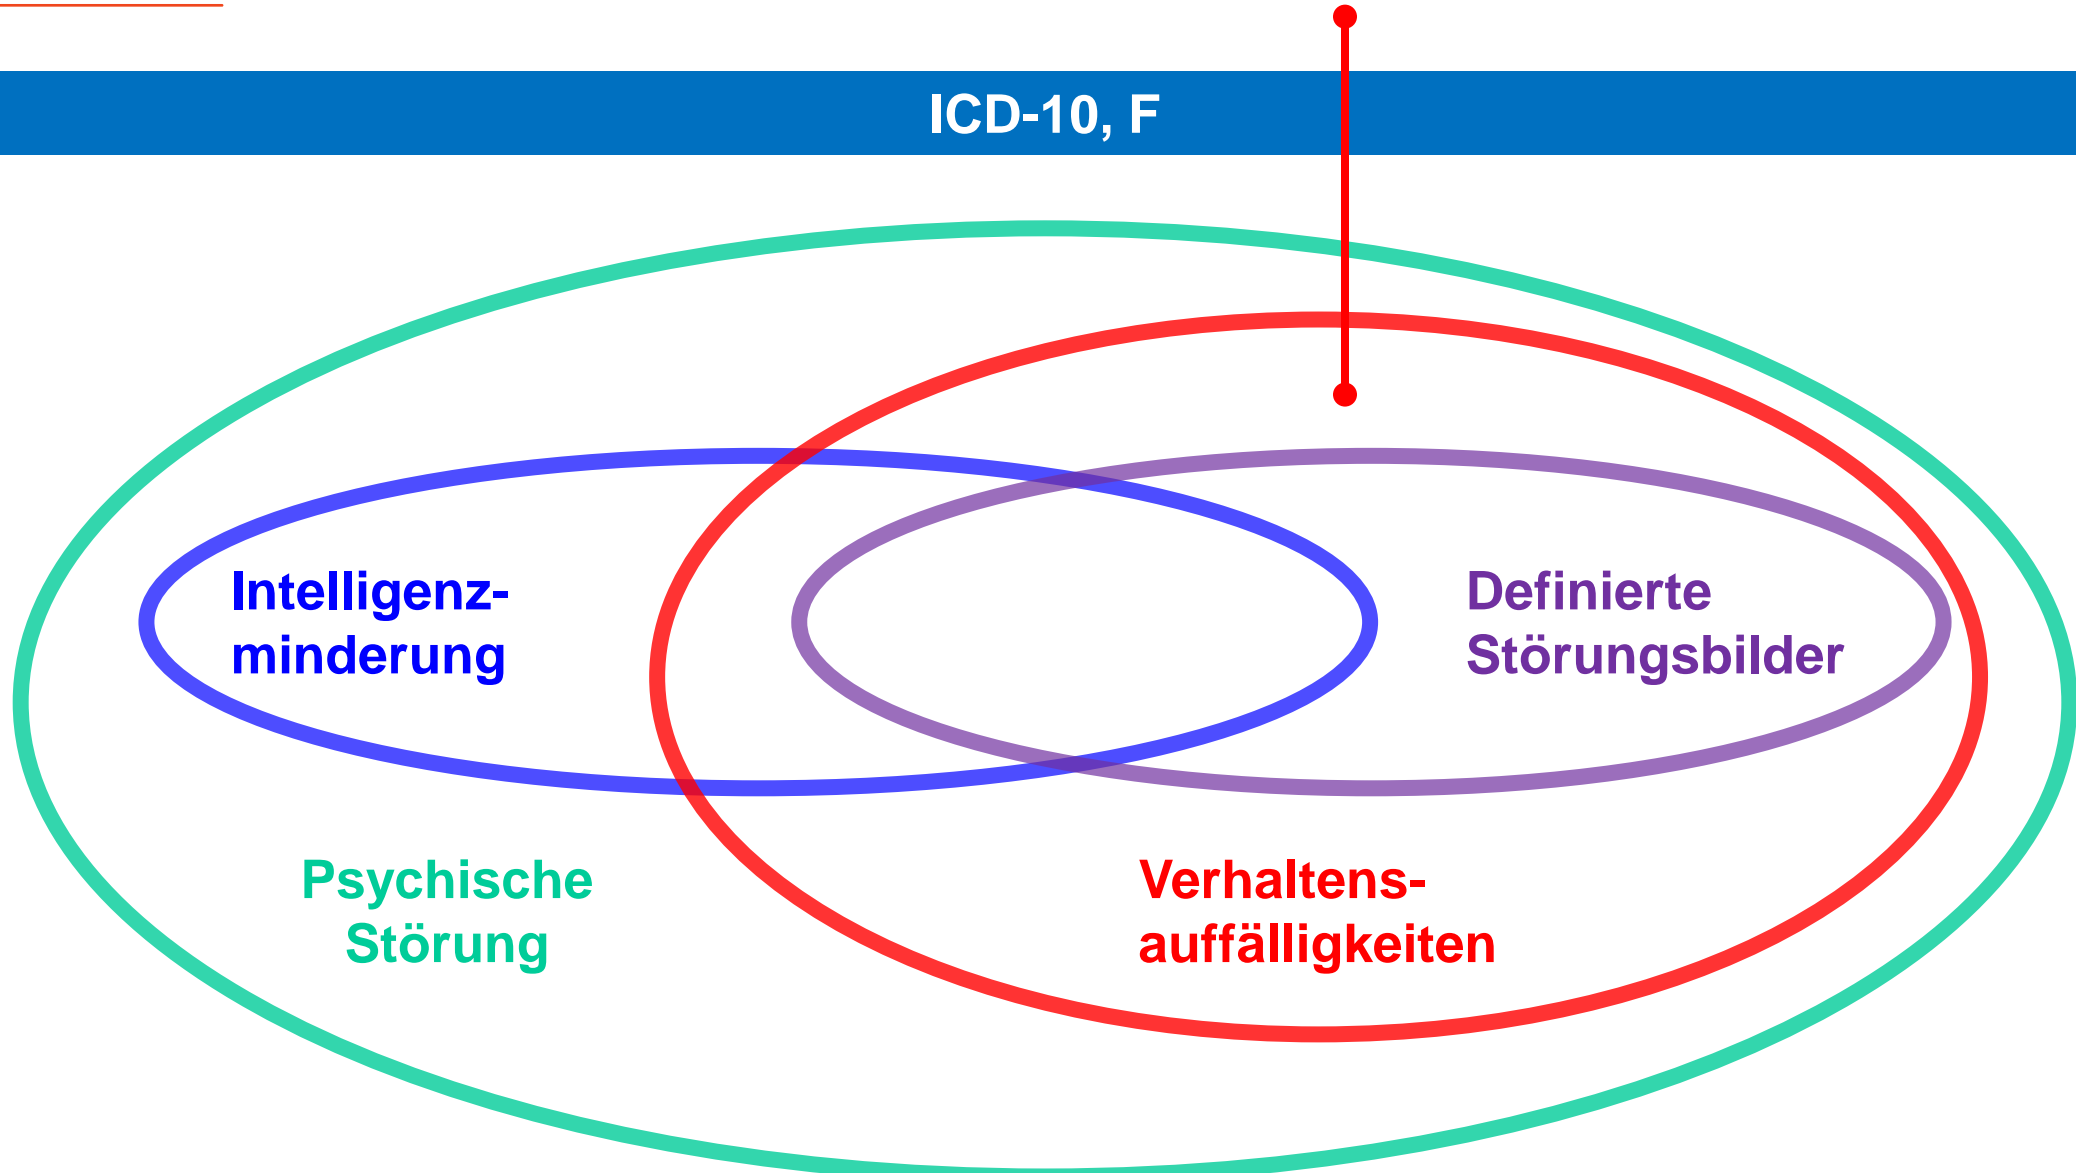 ICD-10, F
Intelligenz-
minderung
Definierte
Störungsbilder
Psychische
Störung
Verhaltens-
auffälligkeiten